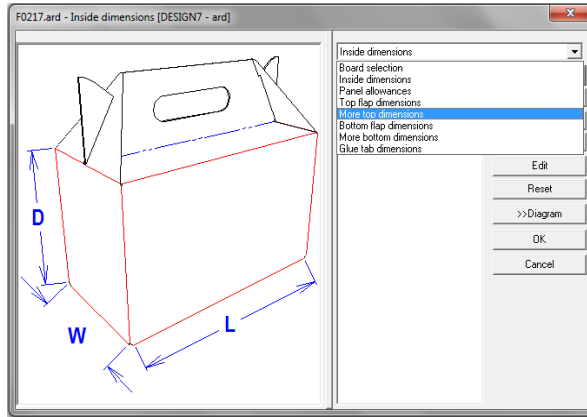 F0217.ard - Inside dimensions [DESIGN7 - ard]
Inside dimensions
Board selection
Inside dimensions
Panel allowances
Top flap dimensions
More top dimensions
Bottom flap dimensions
More bottom dimensions
Glue tab dimensions
Edit
Reset
>>Diagram
OK
Cancel
D
W
L